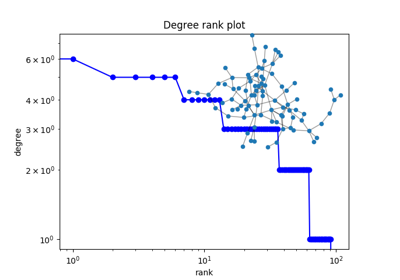 Degree rank plot
6 × 10⁰
4 × 10⁰
3 × 10⁰
2 × 10⁰
10⁰
degree
10⁰ 10¹ 10²
rank